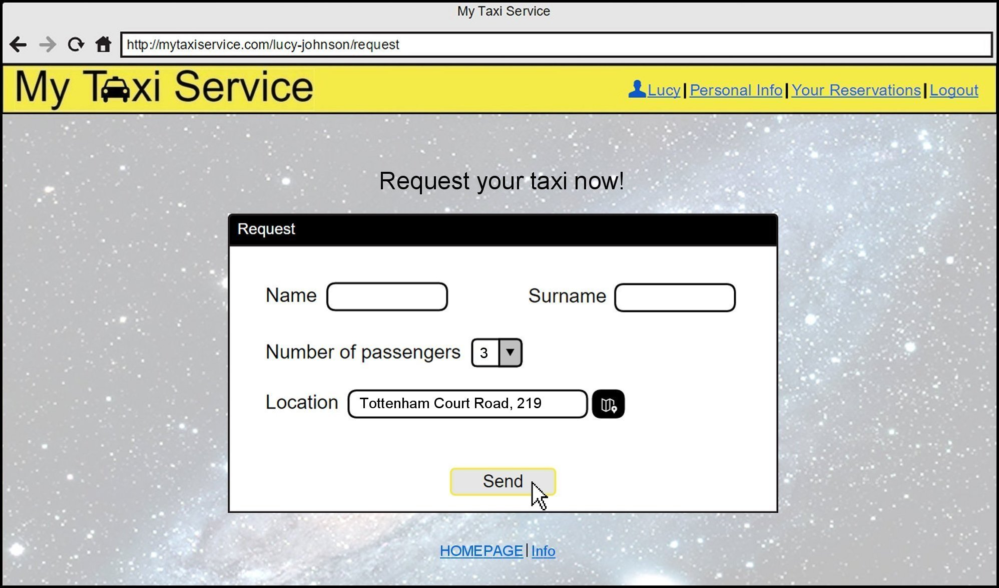 My Taxi Service
http://mytaxiservice.com/lucy-johnson/request
My Taxi Service
Lucy | Personal Info | Your Reservations | Logout
Request your taxi now!
Request
Name
Surname
Number of passengers 3
Location Tottenham Court Road, 219
Send
HOMEPAGE | Info